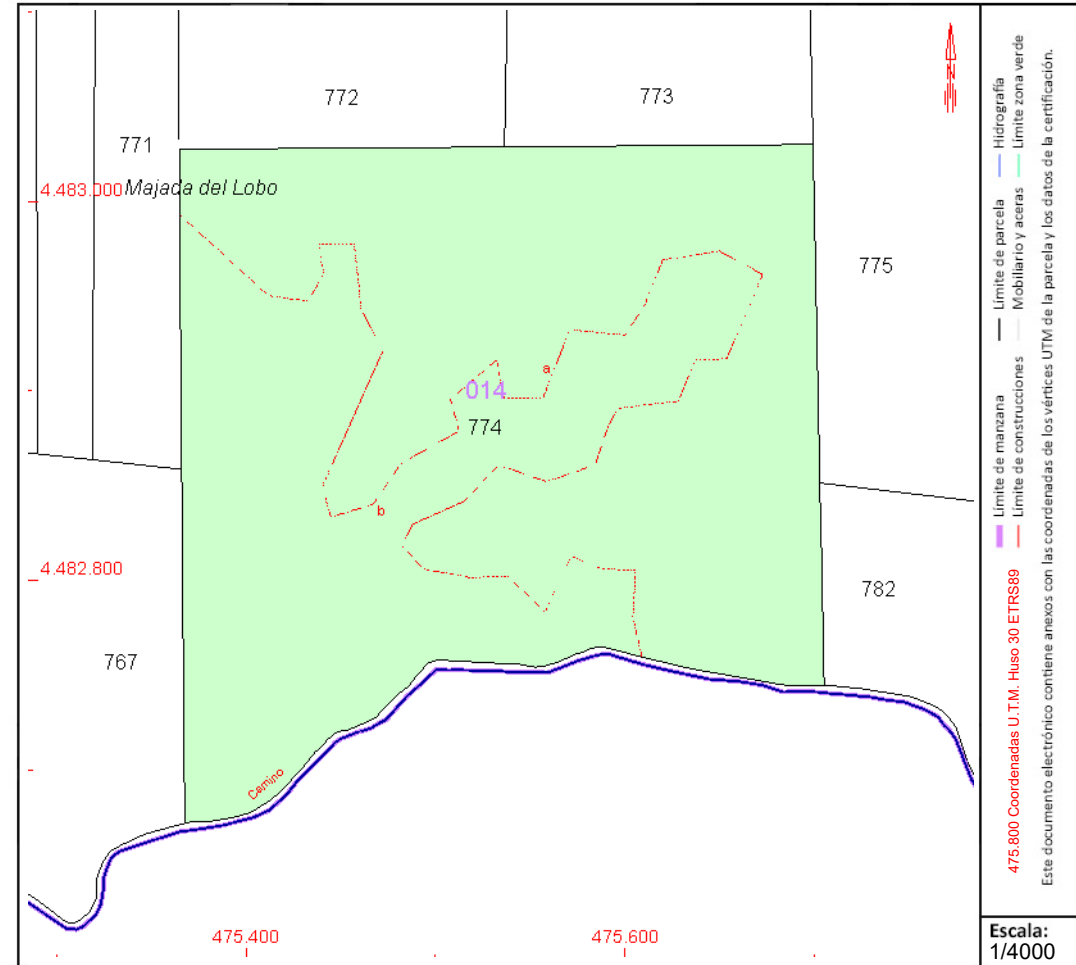 772
773
771
4.483.000
Majada del Lobo
775
a
014
774
b
4.482.800
782
767
Camino
475.400
475.600
N
Hidrografía
Límite zona verde
Límite de parcela
Mobiliario y aceras
Límite de manzana
Límite de construcciones
475.800 Coordenadas U.T.M. Huso 30 ETRS89
Este documento electrónico contiene anexos con las coordenadas de los vértices UTM de la parcela y los datos de la certificación.
Escala:
1/4000